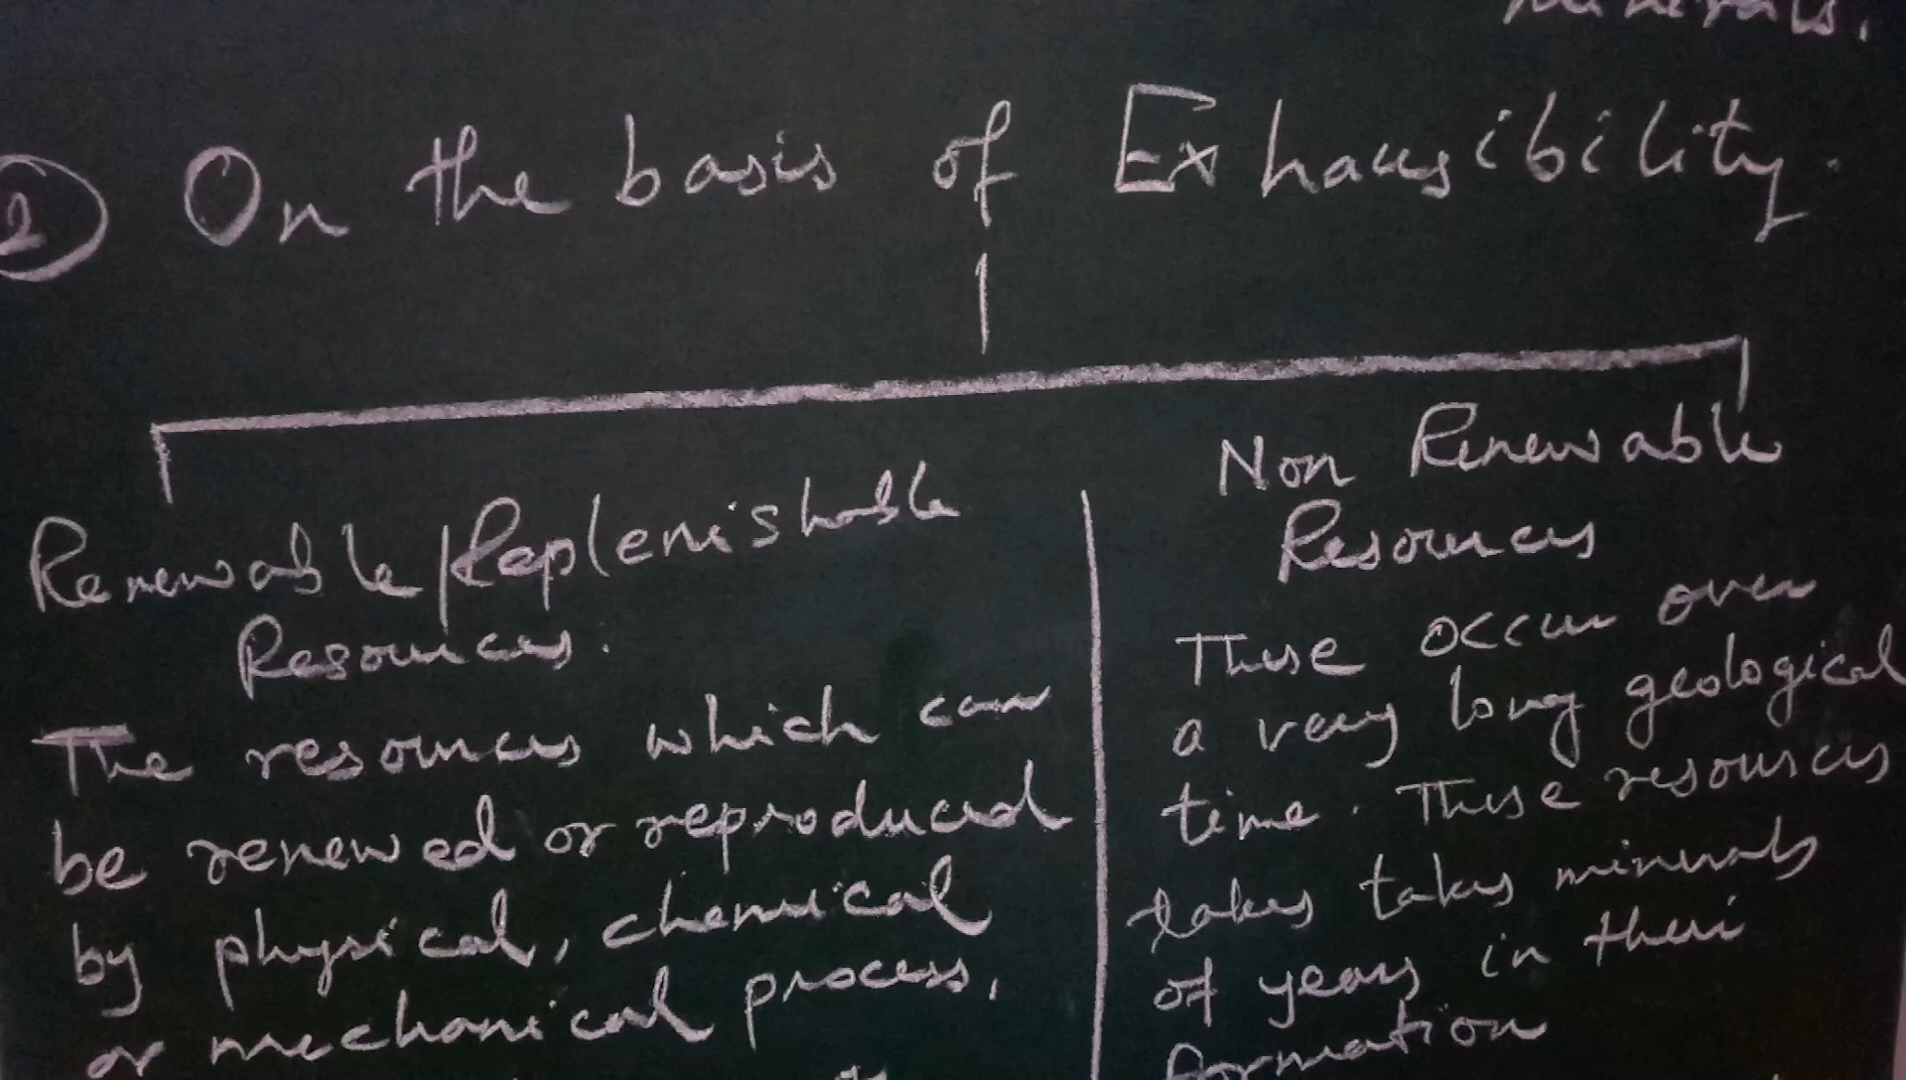 minerals.
② On the basis of Exhausibility.
Renewable/Replenishable
Resources.
The resources which can
be renewed or reproduced
by physical, chemical
or mechanical process,
Non Renewable
Resources
These occur over
a very long geological
time. These resources
takes takes minerals
of years in their
formation